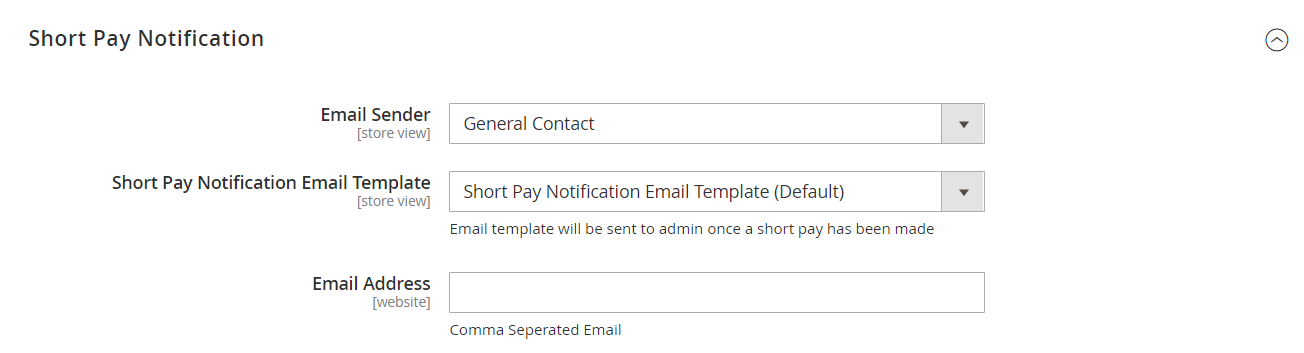 Short Pay Notification
Email Sender
[store view]
General Contact
Short Pay Notification Email Template
[store view]
Short Pay Notification Email Template (Default)
Email template will be sent to admin once a short pay has been made
Email Address
[website]
Comma Seperated Email